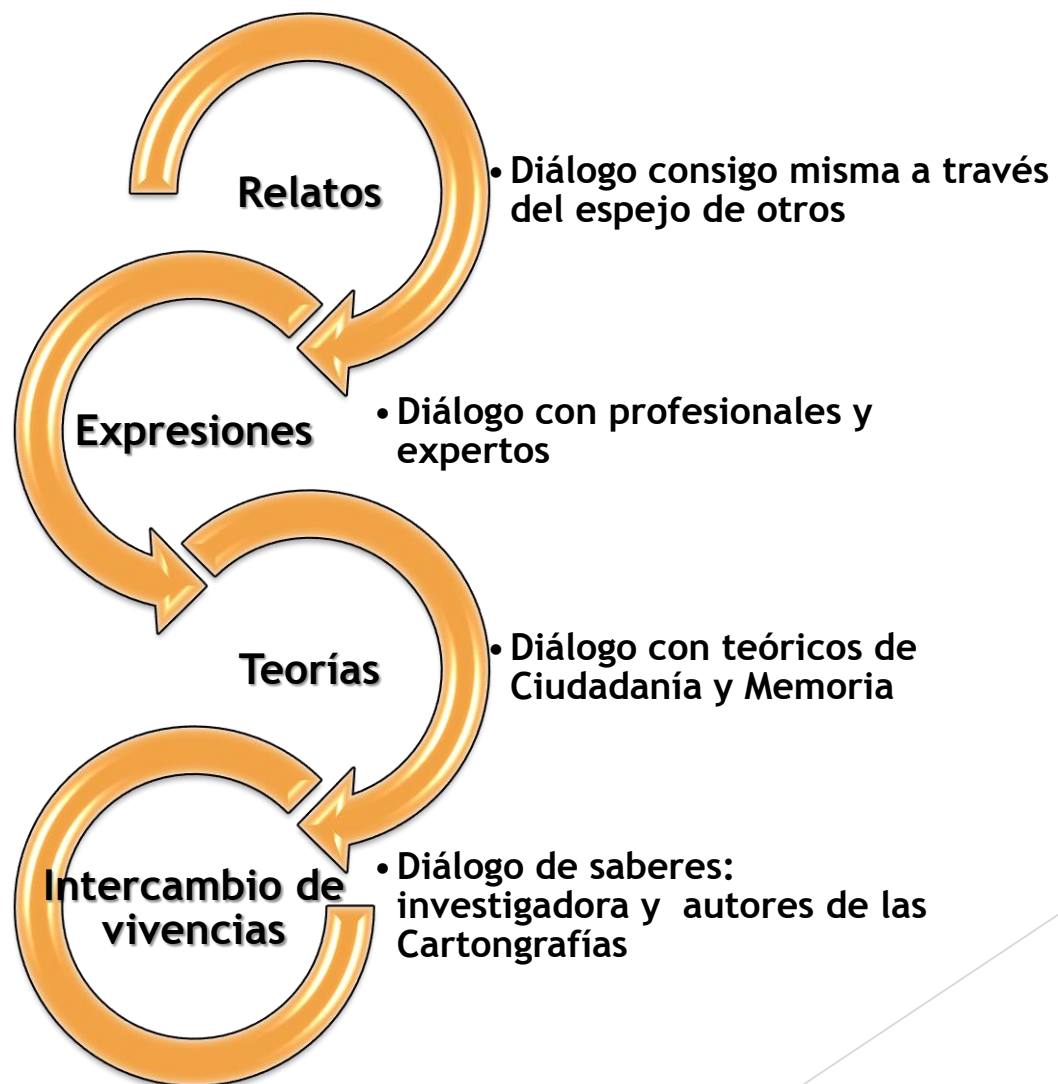 Relatos
• Diálogo consigo misma a través
del espejo de otros
Expresiones
• Diálogo con profesionales y
expertos
Teorías
• Diálogo con teóricos de
Ciudadanía y Memoria
Intercambio de
vivencias
• Diálogo de saberes:
investigadora y autores de las
Cartongrafías